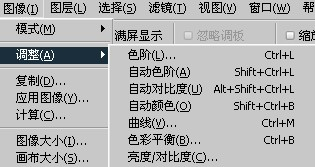 图像(I) 图层(L) 选择(S) 滤镜(T) 视图(V) 窗口(W) 帮
模式(M)
满屏显示 忽略调板 缩放
调整(A)
色阶(L)... Ctrl+L
自动色阶(A) Shift+Ctrl+L
复制(D)...
自动对比度(U) Alt+Shift+Ctrl+L
应用图像(Y)...
自动颜色(O) Shift+Ctrl+B
计算(C)...
曲线(V)... Ctrl+M
图像大小(I)...
色彩平衡(B)... Ctrl+B
画布大小(S)...
亮度/对比度(C)...